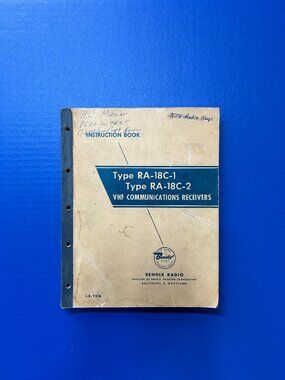 H.J.
INSTRUCTION BOOK
Type RA-18C-1
Type RA-18C-2
VHF COMMUNICATIONS RECEIVERS
Bendix
BENDIX RADIO
DIVISION OF BENDIX AVIATION CORPORATION
BALTIMORE 4, MARYLAND